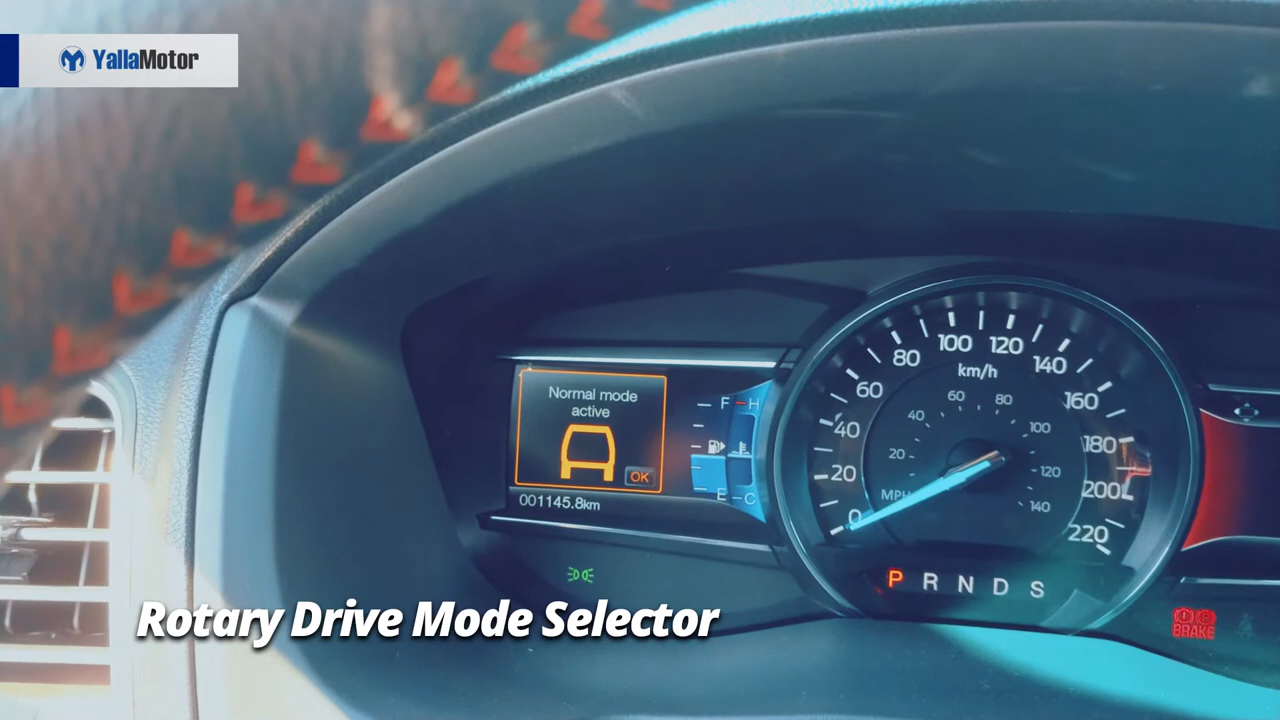 YallaMotor
Normal mode
active
OK
001145.8km
F H
E C
0
20
40
60
80
100
120
140
160
180
200
220
km/h
20
40
60
80
100
120
140
MPH
P R N D S
BRAKE
Rotary Drive Mode Selector